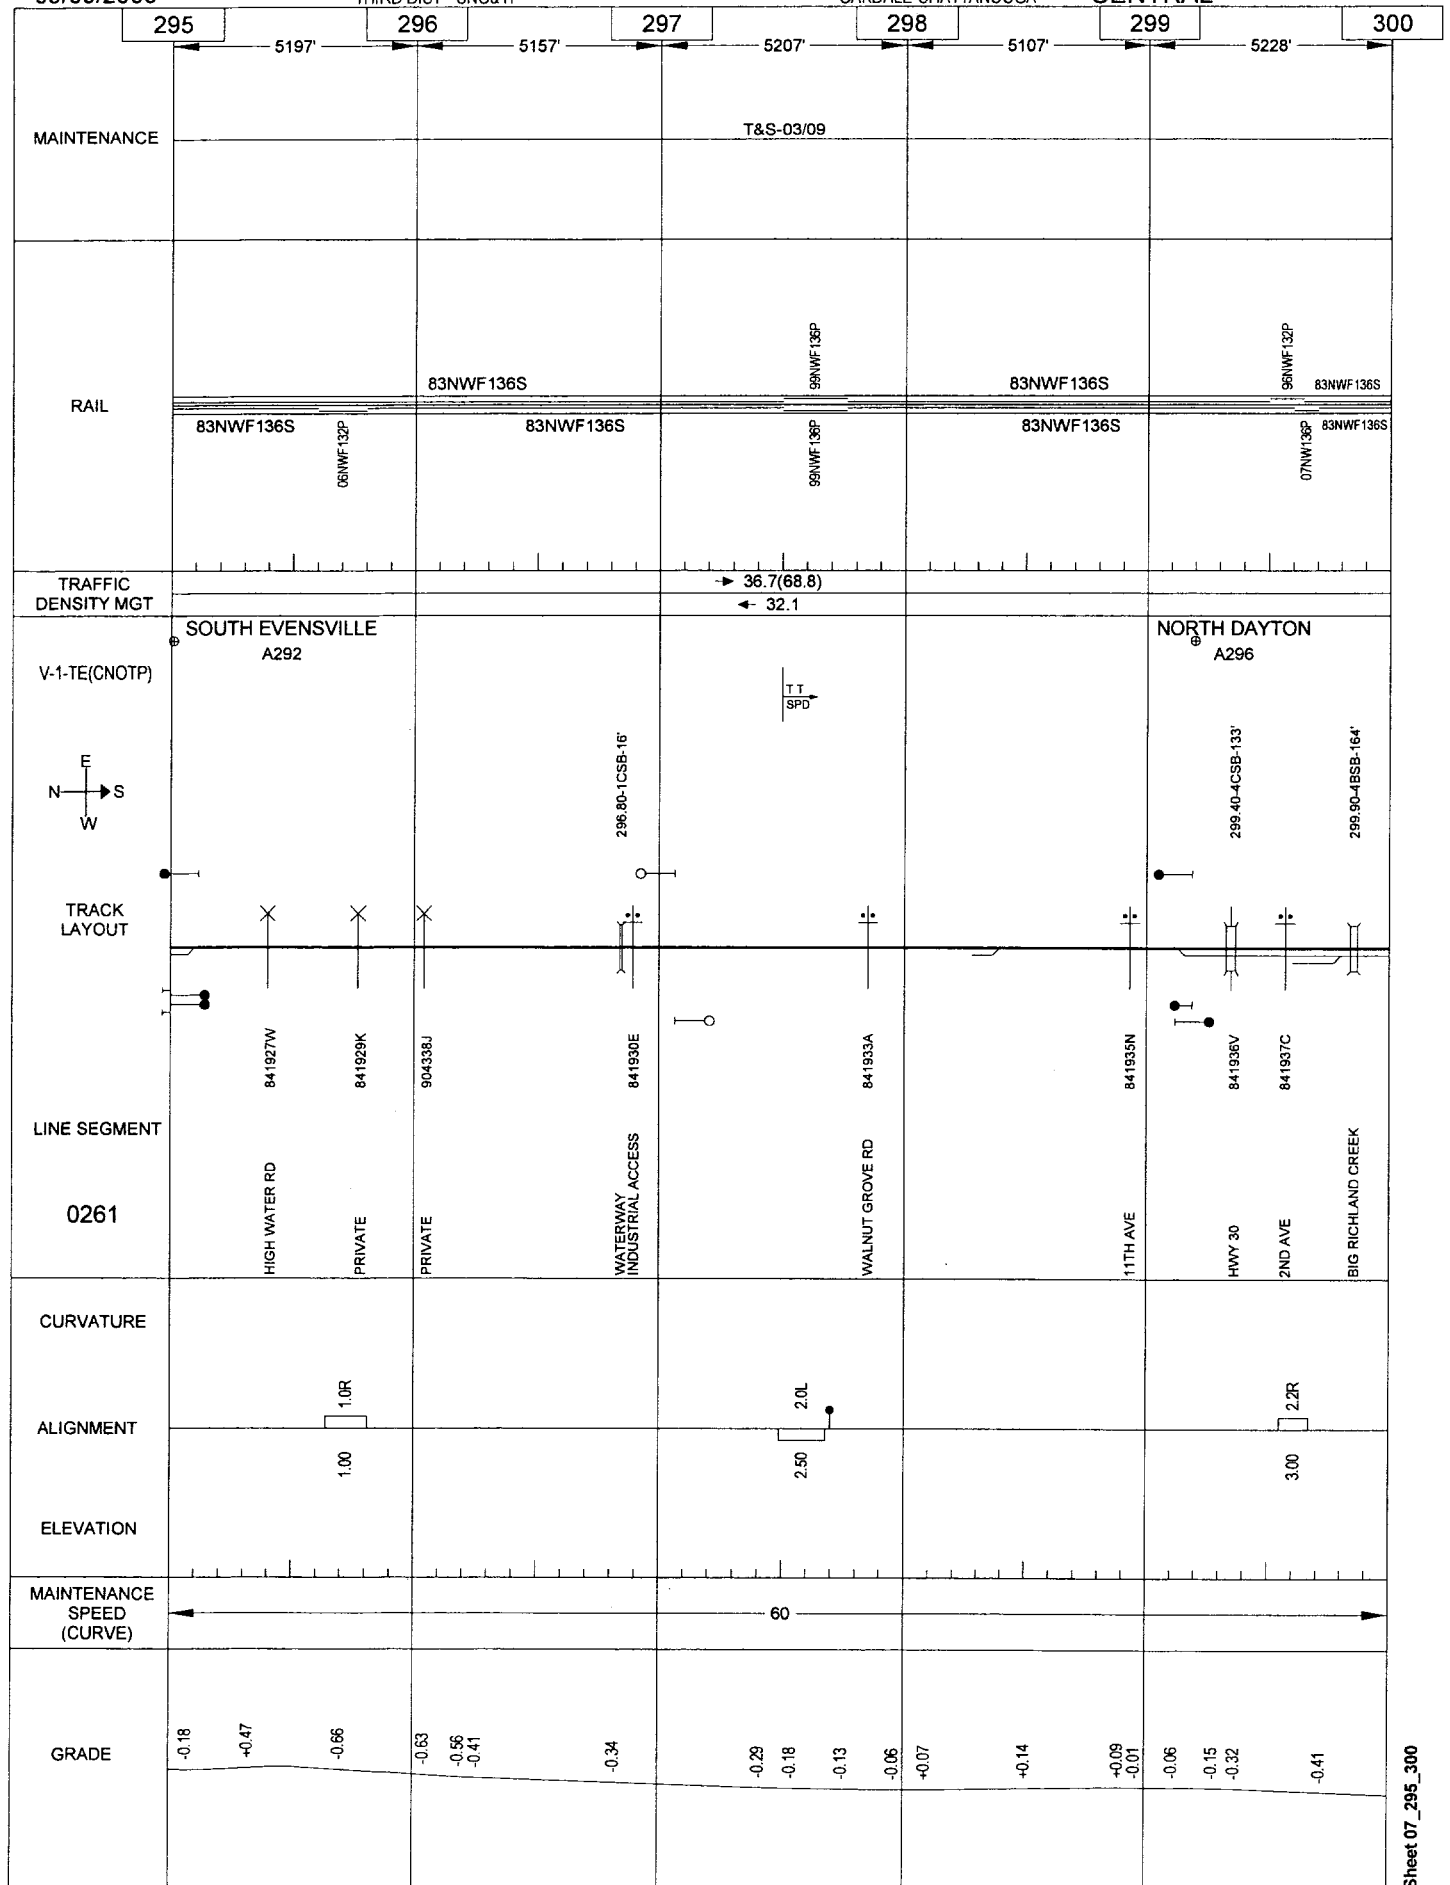 295 296 297 298 299 300
5197' 5157' 5207' 5107' 5228'
MAINTENANCE
T&S-03/09
RAIL
99NWF136P
96NWF132P
83NWF136S 83NWF136S 83NWF136S
83NWF136S 83NWF136S 83NWF136S 83NWF136S
06NWF132P
99NWF136P
07NW136P
TRAFFIC
DENSITY MGT
36.7(68.8)
32.1
SOUTH EVENSVILLE
A292
NORTH DAYTON
A296
V-1-TE(CNOTP)
TT
SPD
E
N S
W
296.80-1CSB-16'
299.40-4CSB-133'
299.90-4BSB-164'
TRACK
LAYOUT
841927W
841929K
904338J
841930E
841933A
841935N
841936V
841937C
LINE SEGMENT
0261
HIGH WATER RD
PRIVATE
PRIVATE
WATERWAY
INDUSTRIAL ACCESS
WALNUT GROVE RD
11TH AVE
HWY 30
2ND AVE
BIG RICHLAND CREEK
CURVATURE
1.0R
2.0L
2.2R
ALIGNMENT
1.00
2.50
3.00
ELEVATION
MAINTENANCE
SPEED
(CURVE)
60
GRADE
-0.18
+0.47
-0.66
-0.63
-0.56
-0.41
-0.34
-0.29
-0.18
-0.13
-0.06
+0.07
+0.14
+0.09
-0.01
-0.06
-0.15
-0.32
-0.41
Sheet 07_295_300